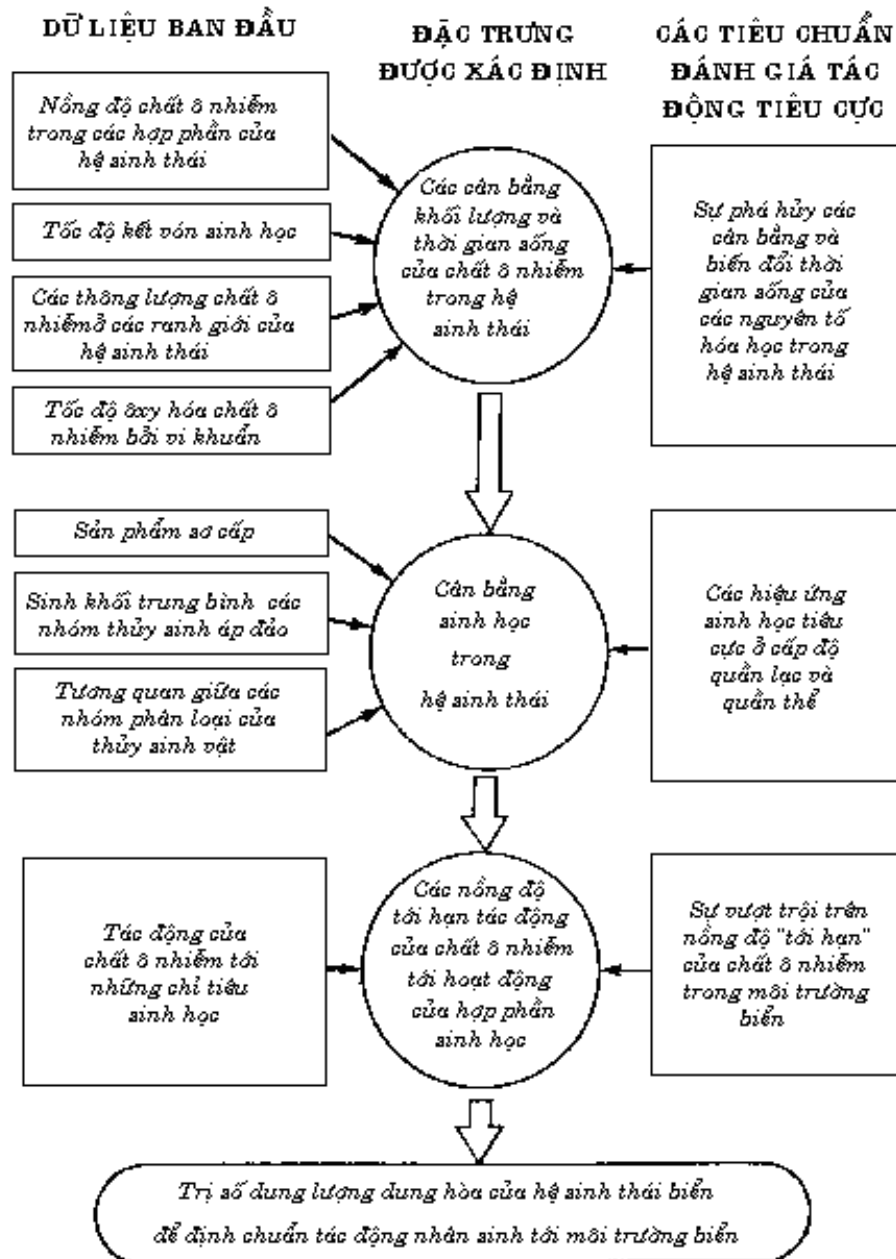 DỮ LIỆU BAN ĐẦU
ĐẶC TRƯNG
ĐƯỢC XÁC ĐỊNH
CÁC TIÊU CHUẨN
ĐÁNH GIÁ TÁC
ĐỘNG TIÊU CỰC
Nồng độ chất ô nhiễm
trong các hợp phần của
hệ sinh thái
Tốc độ kết vón sinh học
Các thông lượng chất ô
nhiễmở các ranh giới của
hệ sinh thái
Tốc độ ôxy hóa chất ô
nhiễm bởi vi khuẩn
Các cân bằng
khối lượng và
thời gian sống
của chất ô nhiễm
trong hệ
sinh thái
Sự phá hủy các
cân bằng và
biến đổi thời
gian sống của
các nguyên tố
hóa học trong
hệ sinh thái
Sản phẩm sơ cấp
Sinh khối trung bình các
nhóm thủy sinh áp đảo
Tương quan giữa các
nhóm phân loại của
thủy sinh vật
Cân bằng
sinh học
trong
hệ sinh thái
Các hiệu ứng
sinh học tiêu
cực ở cấp độ
quần lạc và
quần thể
Tác động của
chất ô nhiễm tới
những chỉ tiêu
sinh học
Các nồng độ
tới hạn tác động
của chất ô nhiễm
tới hoạt động
của hợp phần
sinh học
Sự vượt trội trên
nồng độ "tới hạn"
của chất ô nhiễm
trong môi trường
biển
Trị số dung lượng dung hòa của hệ sinh thái biển
để định chuẩn tác động nhân sinh tới môi trường biển